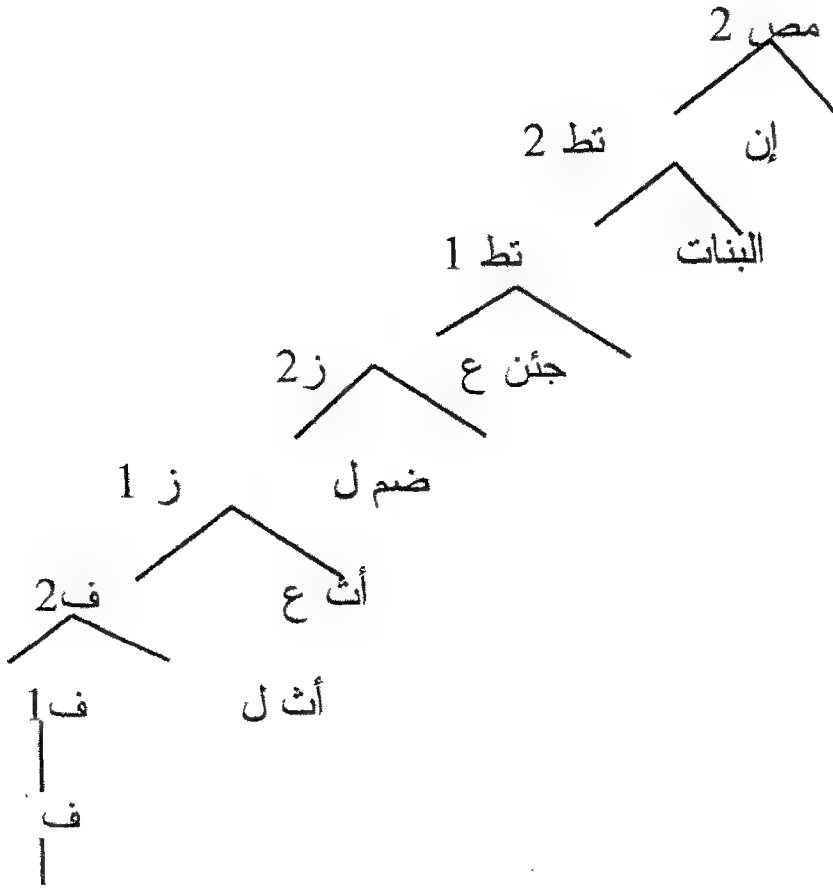 مص 2
إن تط 2
البنات تط 1
جئن ع ز2
ضم ل ز 1
أث ع ف2
أث ل ف1
ف